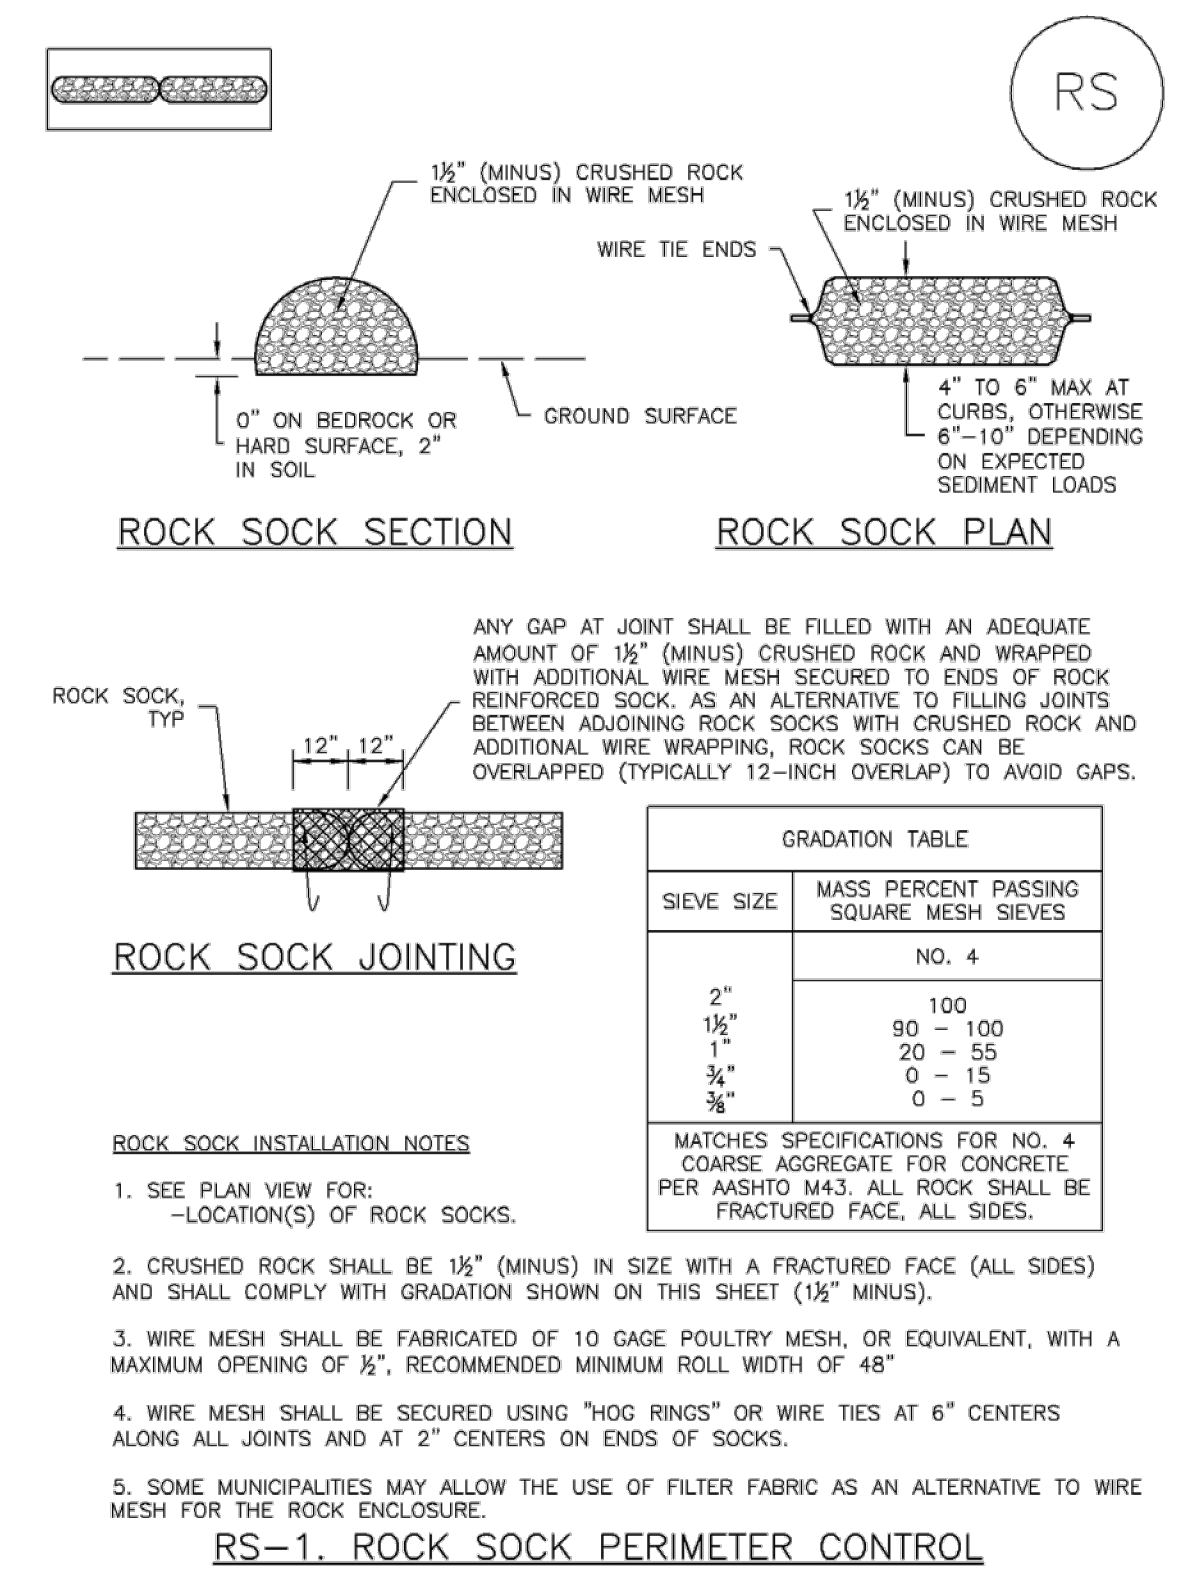 RS
1½" (MINUS) CRUSHED ROCK
ENCLOSED IN WIRE MESH
1½" (MINUS) CRUSHED ROCK
ENCLOSED IN WIRE MESH
WIRE TIE ENDS
0" ON BEDROCK OR
HARD SURFACE, 2"
IN SOIL
GROUND SURFACE
4" TO 6" MAX AT
CURBS, OTHERWISE
6"-10" DEPENDING
ON EXPECTED
SEDIMENT LOADS
ROCK SOCK SECTION
ROCK SOCK PLAN
ANY GAP AT JOINT SHALL BE FILLED WITH AN ADEQUATE
AMOUNT OF 1½" (MINUS) CRUSHED ROCK AND WRAPPED
WITH ADDITIONAL WIRE MESH SECURED TO ENDS OF ROCK
REINFORCED SOCK. AS AN ALTERNATIVE TO FILLING JOINTS
BETWEEN ADJOINING ROCK SOCKS WITH CRUSHED ROCK AND
ADDITIONAL WIRE WRAPPING, ROCK SOCKS CAN BE
OVERLAPPED (TYPICALLY 12-INCH OVERLAP) TO AVOID GAPS.
ROCK SOCK,
TYP
12" 12"
ROCK SOCK JOINTING
GRADATION TABLE
SIEVE SIZE
MASS PERCENT PASSING
SQUARE MESH SIEVES
NO. 4
2" 100
1½" 90 - 100
1" 20 - 55
¾" 0 - 15
⅜" 0 - 5
MATCHES SPECIFICATIONS FOR NO. 4
COARSE AGGREGATE FOR CONCRETE
PER AASHTO M43. ALL ROCK SHALL BE
FRACTURED FACE, ALL SIDES.
ROCK SOCK INSTALLATION NOTES
1. SEE PLAN VIEW FOR:
-LOCATION(S) OF ROCK SOCKS.
2. CRUSHED ROCK SHALL BE 1½" (MINUS) IN SIZE WITH A FRACTURED FACE (ALL SIDES)
AND SHALL COMPLY WITH GRADATION SHOWN ON THIS SHEET (1½" MINUS).
3. WIRE MESH SHALL BE FABRICATED OF 10 GAGE POULTRY MESH, OR EQUIVALENT, WITH A
MAXIMUM OPENING OF ½", RECOMMENDED MINIMUM ROLL WIDTH OF 48"
4. WIRE MESH SHALL BE SECURED USING "HOG RINGS" OR WIRE TIES AT 6" CENTERS
ALONG ALL JOINTS AND AT 2" CENTERS ON ENDS OF SOCKS.
5. SOME MUNICIPALITIES MAY ALLOW THE USE OF FILTER FABRIC AS AN ALTERNATIVE TO WIRE
MESH FOR THE ROCK ENCLOSURE.
RS-1. ROCK SOCK PERIMETER CONTROL